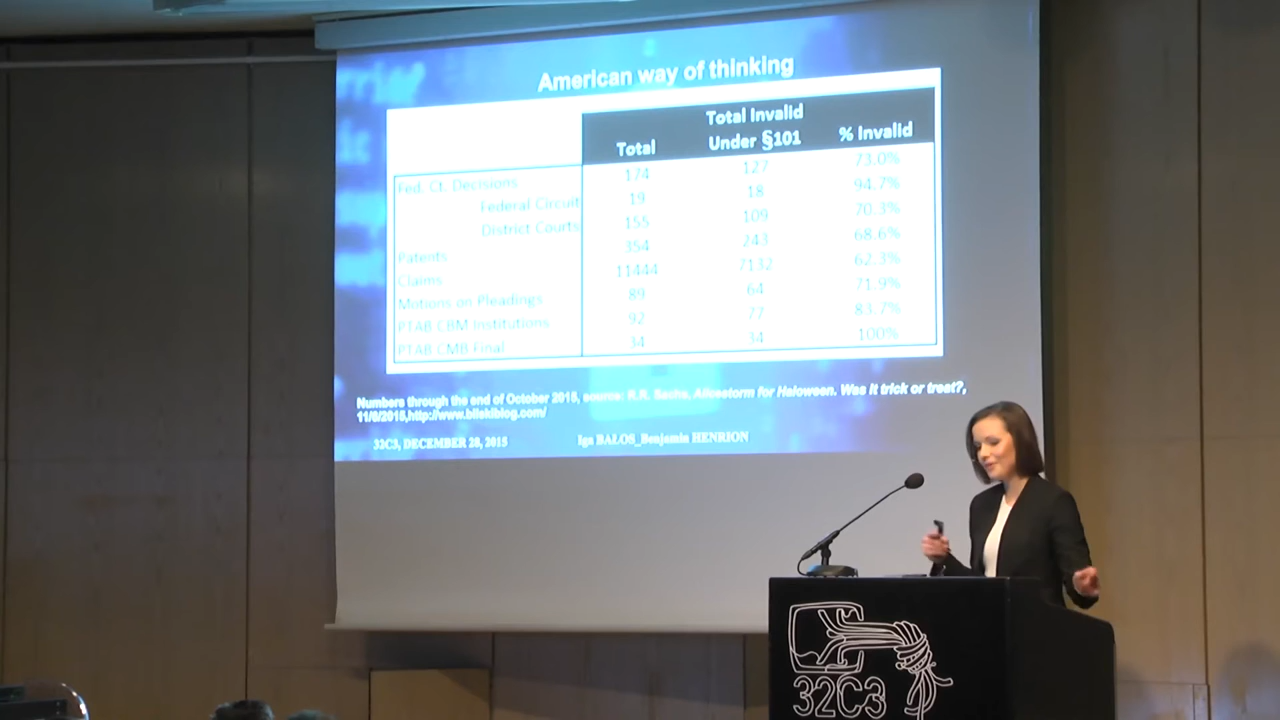 American way of thinking
Total Total Invalid Under §101 % Invalid
Fed. Ct. Decisions 174 127 73.0%
Federal Circuit 19 18 94.7%
District Courts 155 109 70.3%
Patents 354 243 68.6%
Claims 11444 7132 62.3%
Motions on Pleadings 89 64 71.9%
PTAB CBM Institutions 92 77 83.7%
PTAB CMB Final 34 34 100%
Numbers through the end of October 2015, source: R.R. Sachs, Alicestorm for Haloween. Was it trick or treat?,
11/8/2015,http://www.bilskiblog.com/
32C3, DECEMBER 28, 2015 Iga BAŁOS_Benjamin HENRION
32C3